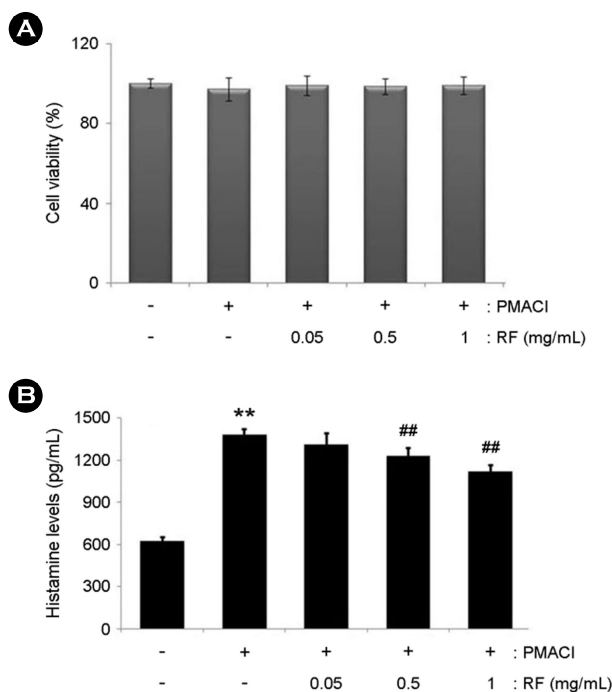 A
120
80
40
0
Cell viability (%)
- + + + + : PMACI
- - 0.05 0.5 1 : RF (mg/mL)
B
1500
1200
900
600
300
0
Histamine levels (pg/mL)
**
##
##
- + + + + : PMACI
- - 0.05 0.5 1 : RF (mg/mL)